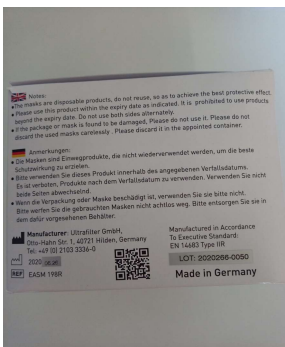 Notes:
• The masks are disposable products, do not reuse, so as to achieve the best protective effect.
• Please use this product within the expiry date as indicated. It is prohibited to use products
beyond the expiry date. Do not use both sides alternately.
• If the package or mask is found to be damaged, Please do not use it. Please do not
discard the used masks carelessly. Please discard it in the appointed container.
Anmerkungen:
• Die Masken sind Einwegprodukte, die nicht wiederverwendet werden, um die beste
Schutzwirkung zu erzielen.
• Bitte verwenden Sie dieses Produkt innerhalb des angegebenen Verfallsdatums.
Es ist verboten, Produkte nach dem Verfallsdatum zu verwenden. Verwenden Sie nicht
beide Seiten abwechselnd.
• Wenn die Verpackung oder Maske beschädigt ist, verwenden Sie sie bitte nicht.
Bitte werfen Sie die gebrauchten Masken nicht achtlos weg. Bitte entsorgen Sie sie in
dem dafür vorgesehenen Behälter.
Manufacturer: Ultrafilter GmbH,
Otto-Hahn Str. 1, 40721 Hilden, Germany
Tel: +49 (0) 2103 3336-0
2020
REF EASM 198R
Manufactured in Accordance
To Executive Standard:
EN 14683 Type IIR
LOT: 2020266-0050
Made in Germany